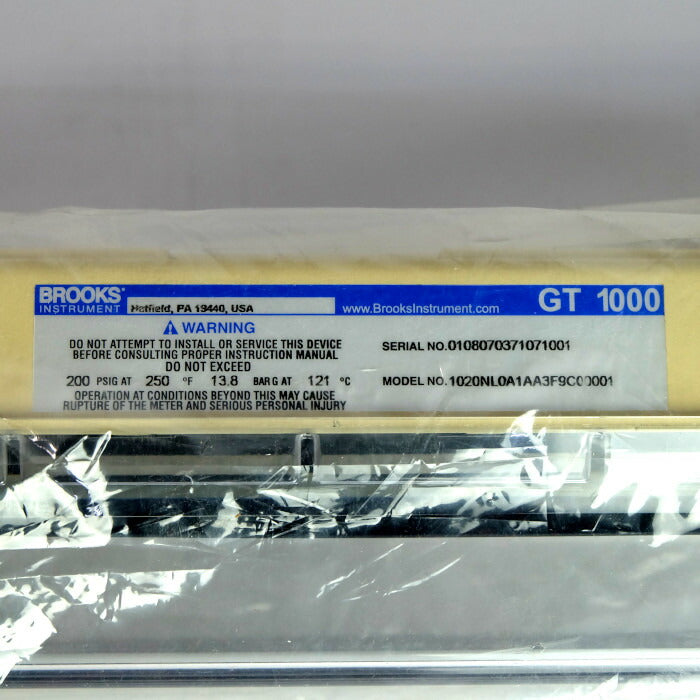 BROOKS®
INSTRUMENT
Hatfield, PA 19440, USA
www.BrooksInstrument.com
GT 1000
WARNING
DO NOT ATTEMPT TO INSTALL OR SERVICE THIS DEVICE
BEFORE CONSULTING PROPER INSTRUCTION MANUAL
DO NOT EXCEED
200 PSIG AT 250 °F 13.8 BAR G AT 121 °C
OPERATION AT CONDITIONS BEYOND THIS MAY CAUSE
RUPTURE OF THE METER AND SERIOUS PERSONAL INJURY
SERIAL NO.0108070371071001
MODEL NO.1020NL0A1AA3F9C00001